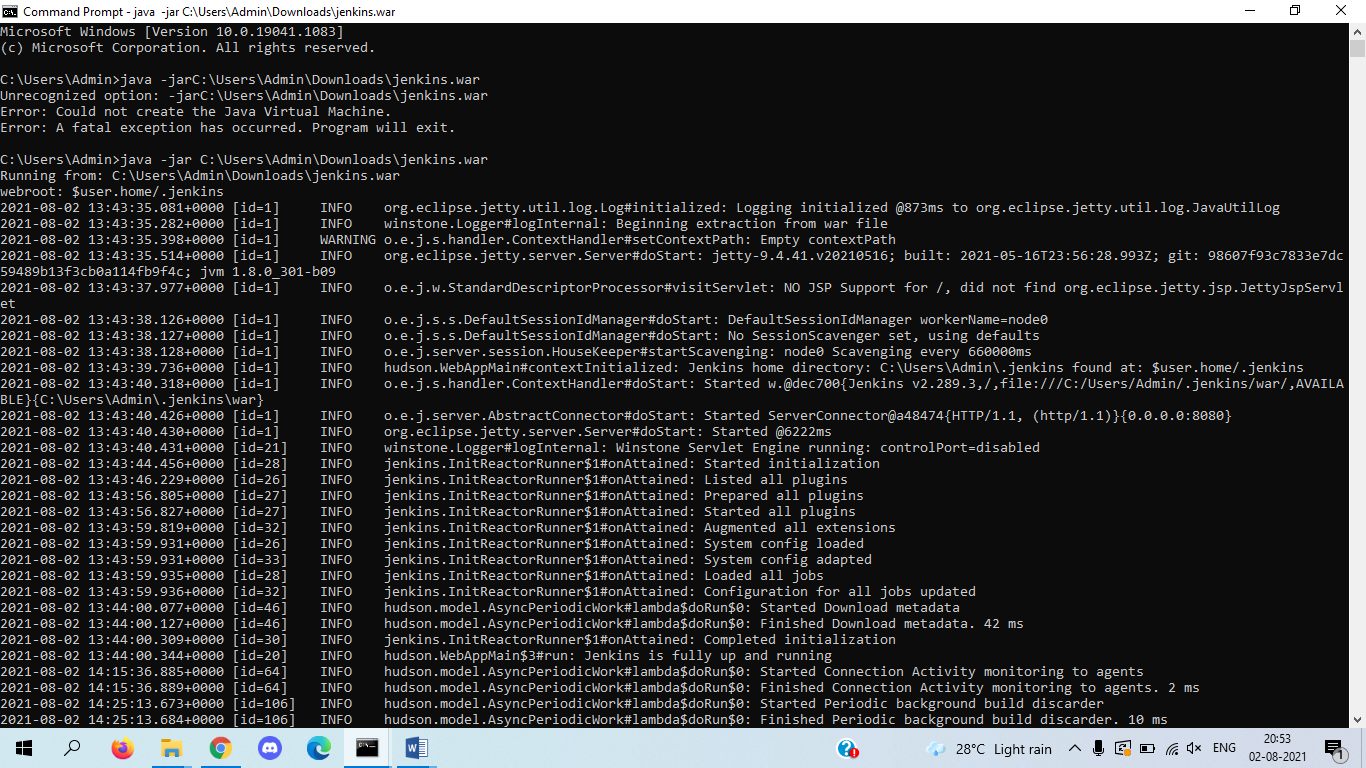 Command Prompt - java  -jar C:\Users\Admin\Downloads\jenkins.war
Microsoft Windows [Version 10.0.19041.1083]
(c) Microsoft Corporation. All rights reserved.
C:\Users\Admin>java -jarC:\Users\Admin\Downloads\jenkins.war
Unrecognized option: -jarC:\Users\Admin\Downloads\jenkins.war
Error: Could not create the Java Virtual Machine.
Error: A fatal exception has occurred. Program will exit.
C:\Users\Admin>java -jar C:\Users\Admin\Downloads\jenkins.war
Running from: C:\Users\Admin\Downloads\jenkins.war
webroot: $user.home/.jenkins
2021-08-02 13:43:35.081+0000 [id=1]     INFO    org.eclipse.jetty.util.log.Log#initialized: Logging initialized @873ms to org.eclipse.jetty.util.log.JavaUtilLog
2021-08-02 13:43:35.282+0000 [id=1]     INFO    winstone.Logger#logInternal: Beginning extraction from war file
2021-08-02 13:43:35.398+0000 [id=1]     WARNING o.e.j.s.handler.ContextHandler#setContextPath: Empty contextPath
2021-08-02 13:43:35.514+0000 [id=1]     INFO    org.eclipse.jetty.server.Server#doStart: jetty-9.4.41.v20210516; built: 2021-05-16T23:56:28.993Z; git: 98607f93c7833e7dc
59489b13f3cb0a114fb9f4c; jvm 1.8.0_301-b09
2021-08-02 13:43:37.977+0000 [id=1]     INFO    o.e.j.w.StandardDescriptorProcessor#visitServlet: NO JSP Support for /, did not find org.eclipse.jetty.jsp.JettyJspServl
et
2021-08-02 13:43:38.126+0000 [id=1]     INFO    o.e.j.s.s.DefaultSessionIdManager#doStart: DefaultSessionIdManager workerName=node0
2021-08-02 13:43:38.127+0000 [id=1]     INFO    o.e.j.s.s.DefaultSessionIdManager#doStart: No SessionScavenger set, using defaults
2021-08-02 13:43:38.128+0000 [id=1]     INFO    o.e.j.server.session.HouseKeeper#startScavenging: node0 Scavenging every 660000ms
2021-08-02 13:43:39.736+0000 [id=1]     INFO    hudson.WebAppMain#contextInitialized: Jenkins home directory: C:\Users\Admin\.jenkins found at: $user.home/.jenkins
2021-08-02 13:43:40.318+0000 [id=1]     INFO    o.e.j.s.handler.ContextHandler#doStart: Started w.@dec700{Jenkins v2.289.3,/,file:///C:/Users/Admin/.jenkins/war/,AVAILA
BLE}{C:\Users\Admin\.jenkins\war}
2021-08-02 13:43:40.426+0000 [id=1]     INFO    o.e.j.server.AbstractConnector#doStart: Started ServerConnector@a48474{HTTP/1.1, (http/1.1)}{0.0.0.0:8080}
2021-08-02 13:43:40.430+0000 [id=1]     INFO    org.eclipse.jetty.server.Server#doStart: Started @6222ms
2021-08-02 13:43:40.431+0000 [id=21]    INFO    winstone.Logger#logInternal: Winstone Servlet Engine running: controlPort=disabled
2021-08-02 13:43:44.456+0000 [id=28]    INFO    jenkins.InitReactorRunner$1#onAttained: Started initialization
2021-08-02 13:43:46.229+0000 [id=26]    INFO    jenkins.InitReactorRunner$1#onAttained: Listed all plugins
2021-08-02 13:43:56.805+0000 [id=27]    INFO    jenkins.InitReactorRunner$1#onAttained: Prepared all plugins
2021-08-02 13:43:56.827+0000 [id=27]    INFO    jenkins.InitReactorRunner$1#onAttained: Started all plugins
2021-08-02 13:43:59.819+0000 [id=32]    INFO    jenkins.InitReactorRunner$1#onAttained: Augmented all extensions
2021-08-02 13:43:59.931+0000 [id=26]    INFO    jenkins.InitReactorRunner$1#onAttained: System config loaded
2021-08-02 13:43:59.931+0000 [id=33]    INFO    jenkins.InitReactorRunner$1#onAttained: System config adapted
2021-08-02 13:43:59.935+0000 [id=28]    INFO    jenkins.InitReactorRunner$1#onAttained: Loaded all jobs
2021-08-02 13:43:59.936+0000 [id=32]    INFO    jenkins.InitReactorRunner$1#onAttained: Configuration for all jobs updated
2021-08-02 13:44:00.077+0000 [id=46]    INFO    hudson.model.AsyncPeriodicWork#lambda$doRun$0: Started Download metadata
2021-08-02 13:44:00.127+0000 [id=46]    INFO    hudson.model.AsyncPeriodicWork#lambda$doRun$0: Finished Download metadata. 42 ms
2021-08-02 13:44:00.309+0000 [id=30]    INFO    jenkins.InitReactorRunner$1#onAttained: Completed initialization
2021-08-02 13:44:00.344+0000 [id=20]    INFO    hudson.WebAppMain$3#run: Jenkins is fully up and running
2021-08-02 14:15:36.885+0000 [id=64]    INFO    hudson.model.AsyncPeriodicWork#lambda$doRun$0: Started Connection Activity monitoring to agents
2021-08-02 14:15:36.889+0000 [id=64]    INFO    hudson.model.AsyncPeriodicWork#lambda$doRun$0: Finished Connection Activity monitoring to agents. 2 ms
2021-08-02 14:25:13.673+0000 [id=106]   INFO    hudson.model.AsyncPeriodicWork#lambda$doRun$0: Started Periodic background build discarder
2021-08-02 14:25:13.684+0000 [id=106]   INFO    hudson.model.AsyncPeriodicWork#lambda$doRun$0: Finished Periodic background build discarder. 10 ms
28°C Light rain
ENG
20:53
02-08-2021
1